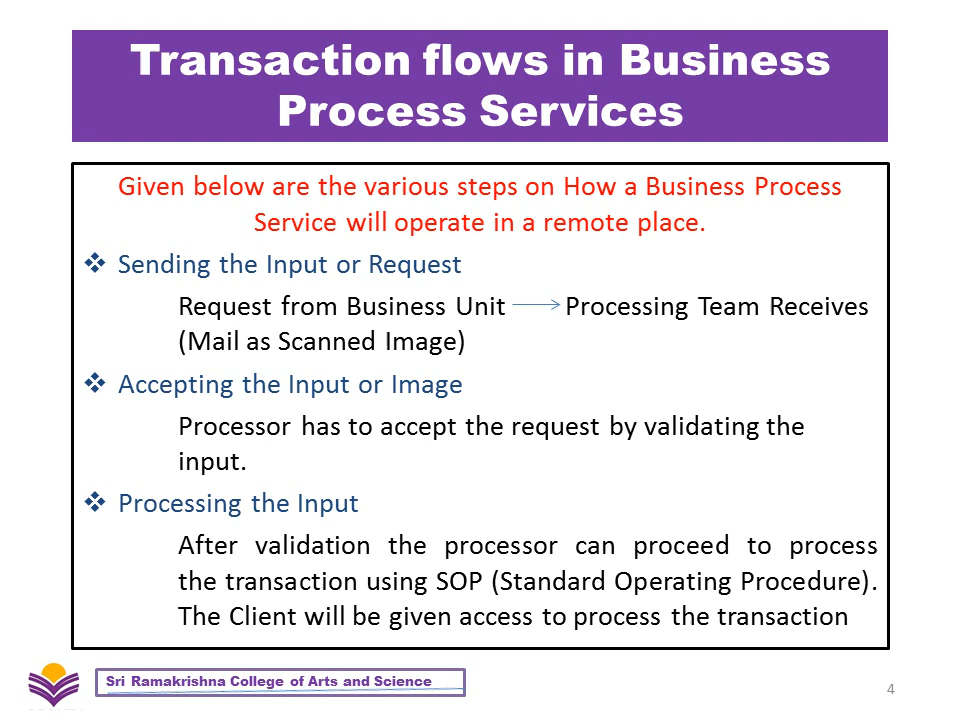 Transaction flows in Business
Process Services
Given below are the various steps on How a Business Process
Service will operate in a remote place.
❖ Sending the Input or Request
Request from Business Unit → Processing Team Receives
(Mail as Scanned Image)
❖ Accepting the Input or Image
Processor has to accept the request by validating the
input.
❖ Processing the Input
After validation the processor can proceed to process
the transaction using SOP (Standard Operating Procedure).
The Client will be given access to process the transaction
Sri Ramakrishna College of Arts and Science
4